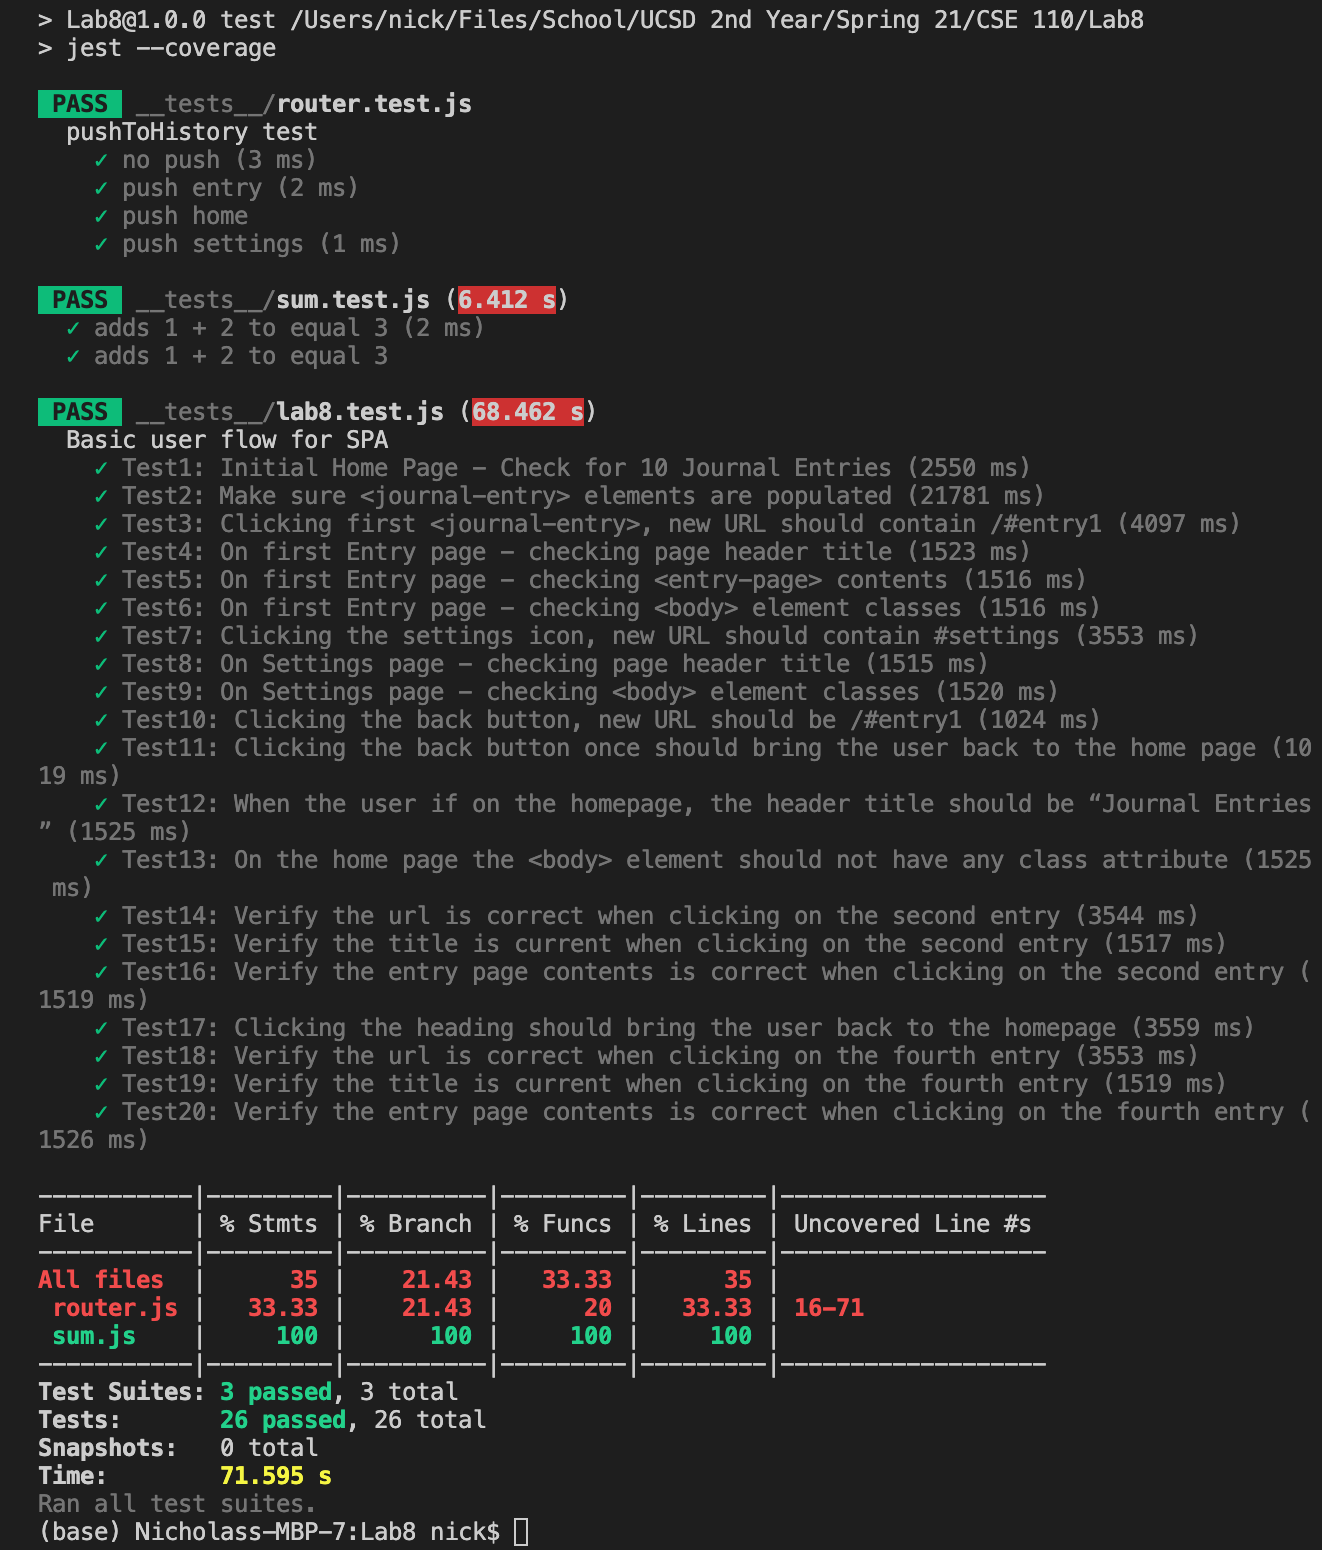 > Lab8@1.0.0 test /Users/nick/Files/School/UCSD 2nd Year/Spring 21/CSE 110/Lab8
> jest --coverage
PASS __tests__/router.test.js
pushToHistory test
✓ no push (3 ms)
✓ push entry (2 ms)
✓ push home
✓ push settings (1 ms)
PASS __tests__/sum.test.js (6.412 s)
✓ adds 1 + 2 to equal 3 (2 ms)
✓ adds 1 + 2 to equal 3
PASS __tests__/lab8.test.js (68.462 s)
Basic user flow for SPA
✓ Test1: Initial Home Page - Check for 10 Journal Entries (2550 ms)
✓ Test2: Make sure <journal-entry> elements are populated (21781 ms)
✓ Test3: Clicking first <journal-entry>, new URL should contain /#entry1 (4097 ms)
✓ Test4: On first Entry page - checking page header title (1523 ms)
✓ Test5: On first Entry page - checking <entry-page> contents (1516 ms)
✓ Test6: On first Entry page - checking <body> element classes (1516 ms)
✓ Test7: Clicking the settings icon, new URL should contain #settings (3553 ms)
✓ Test8: On Settings page - checking page header title (1515 ms)
✓ Test9: On Settings page - checking <body> element classes (1520 ms)
✓ Test10: Clicking the back button, new URL should be /#entry1 (1024 ms)
✓ Test11: Clicking the back button once should bring the user back to the home page (10
19 ms)
✓ Test12: When the user if on the homepage, the header title should be “Journal Entries
” (1525 ms)
✓ Test13: On the home page the <body> element should not have any class attribute (1525
ms)
✓ Test14: Verify the url is correct when clicking on the second entry (3544 ms)
✓ Test15: Verify the title is current when clicking on the second entry (1517 ms)
✓ Test16: Verify the entry page contents is correct when clicking on the second entry (
1519 ms)
✓ Test17: Clicking the heading should bring the user back to the homepage (3559 ms)
✓ Test18: Verify the url is correct when clicking on the fourth entry (3553 ms)
✓ Test19: Verify the title is current when clicking on the fourth entry (1519 ms)
✓ Test20: Verify the entry page contents is correct when clicking on the fourth entry (
1526 ms)
-----------|---------|----------|---------|---------|-------------------
File | % Stmts | % Branch | % Funcs | % Lines | Uncovered Line #s
-----------|---------|----------|---------|---------|-------------------
All files | 35 | 21.43 | 33.33 | 35 |
router.js | 33.33 | 21.43 | 20 | 33.33 | 16-71
sum.js | 100 | 100 | 100 | 100 |
-----------|---------|----------|---------|---------|-------------------
Test Suites: 3 passed, 3 total
Tests: 26 passed, 26 total
Snapshots: 0 total
Time: 71.595 s
Ran all test suites.
(base) Nicholass-MBP-7:Lab8 nick$